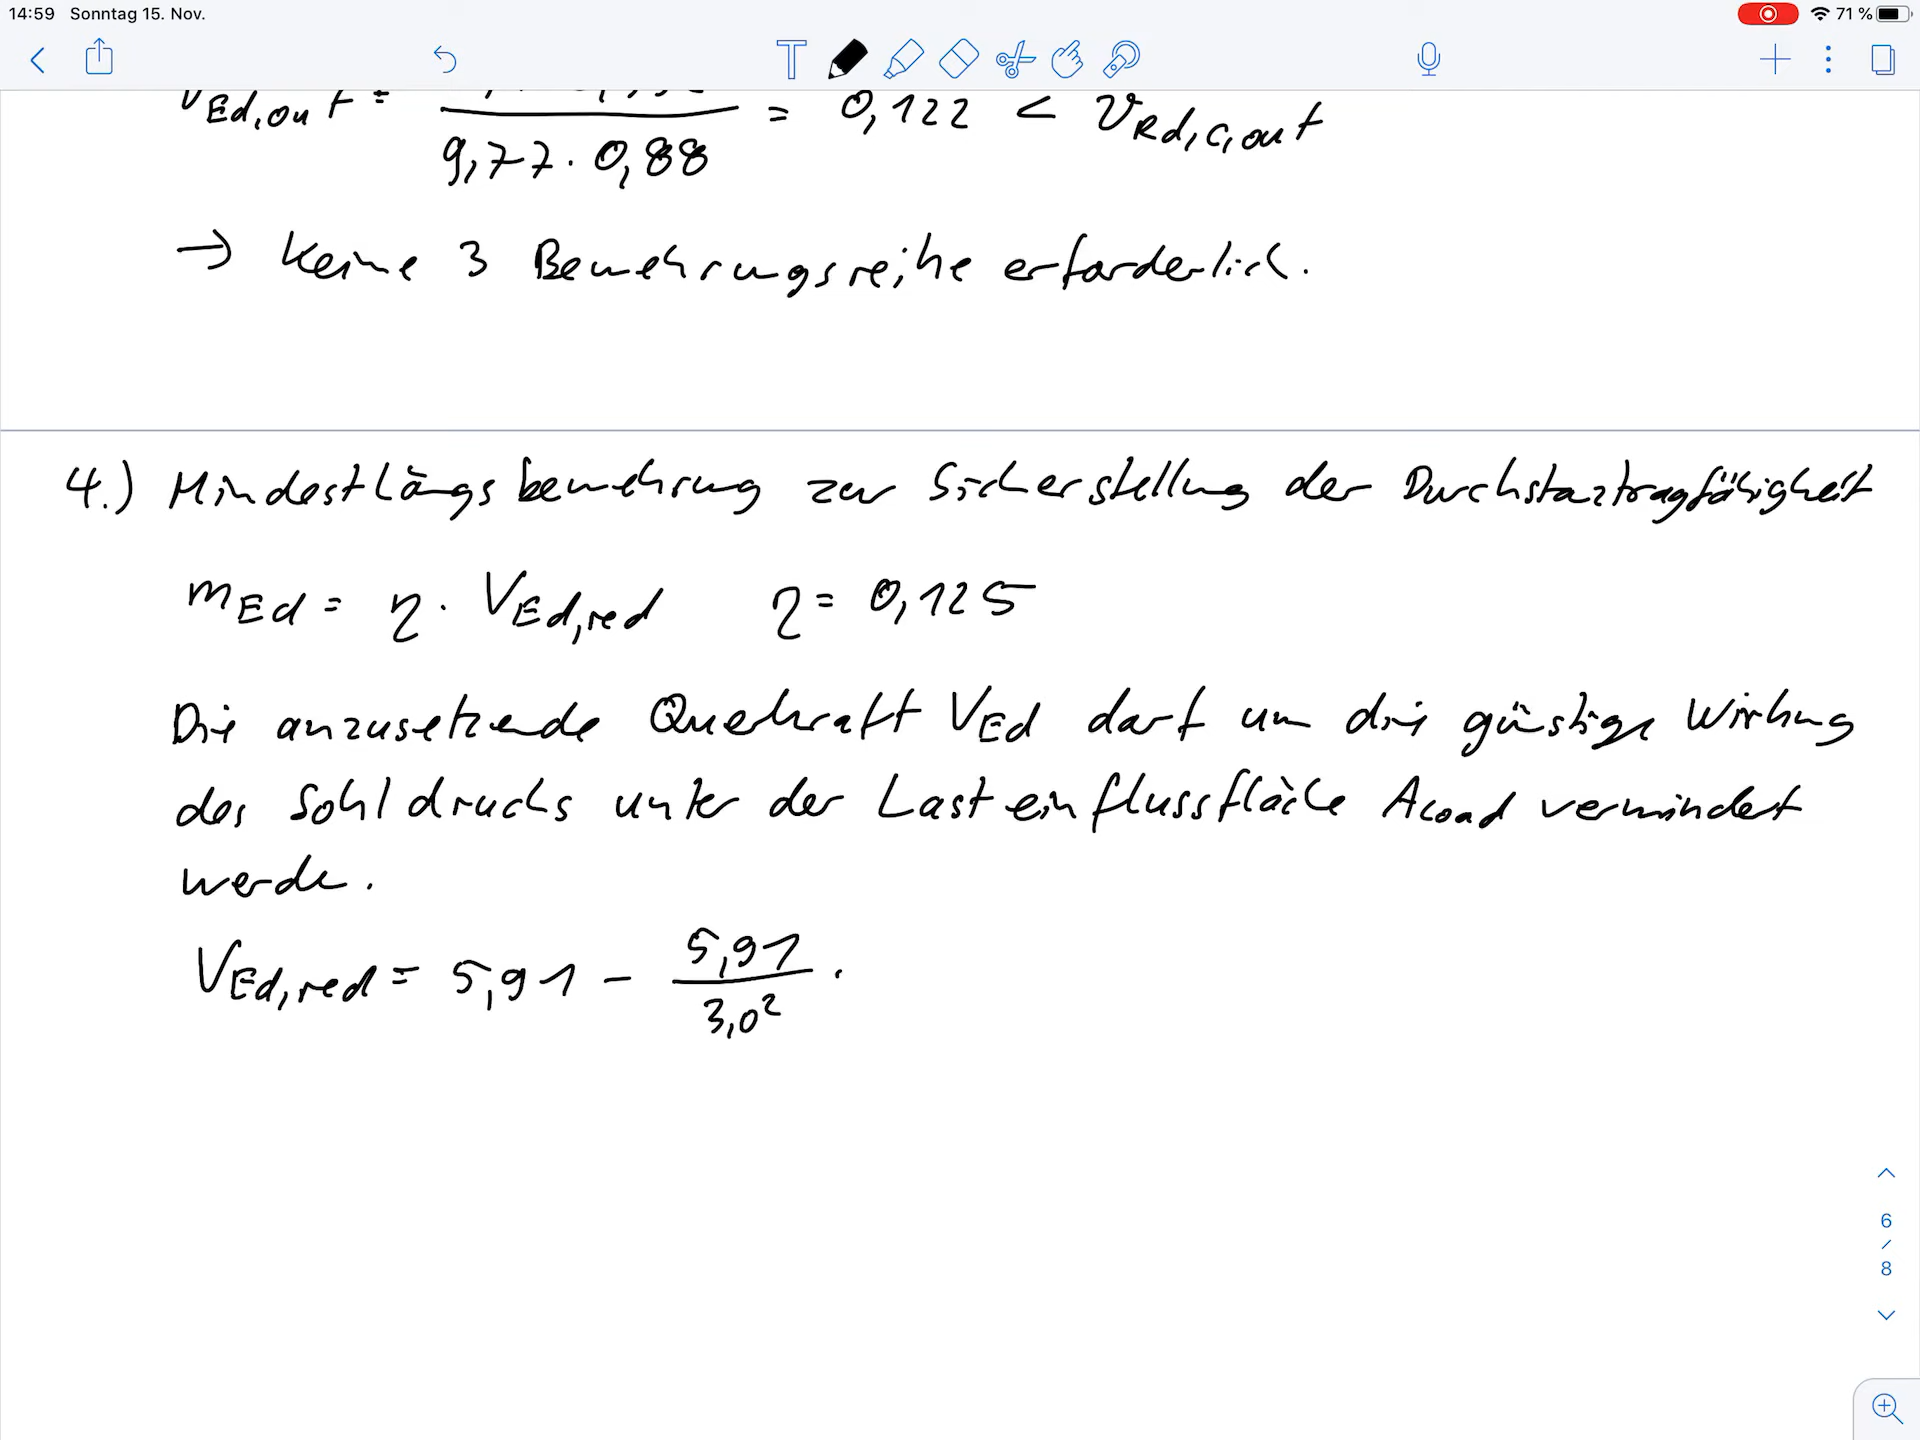 14:59 Sonntag 15. Nov. 71 %
VEd,out = / 9,77 · 0,88 = 0,122 < vRd,c,out
→ Keine 3 Bewehrungsreihe erforderlich.
4.) Mindestlängsbewehrung zur Sicherstellung der Durchstanztragfähigkeit
mEd = η · VEd,red η = 0,125
Die anzusetzende Querkraft VEd darf um die günstige Wirkung
des Sohldrucks unter der Lasteinflussfläche Aload vermindert
werde.
VEd,red = 5,91 − 5,91 / 3,0² ·
6
/
8